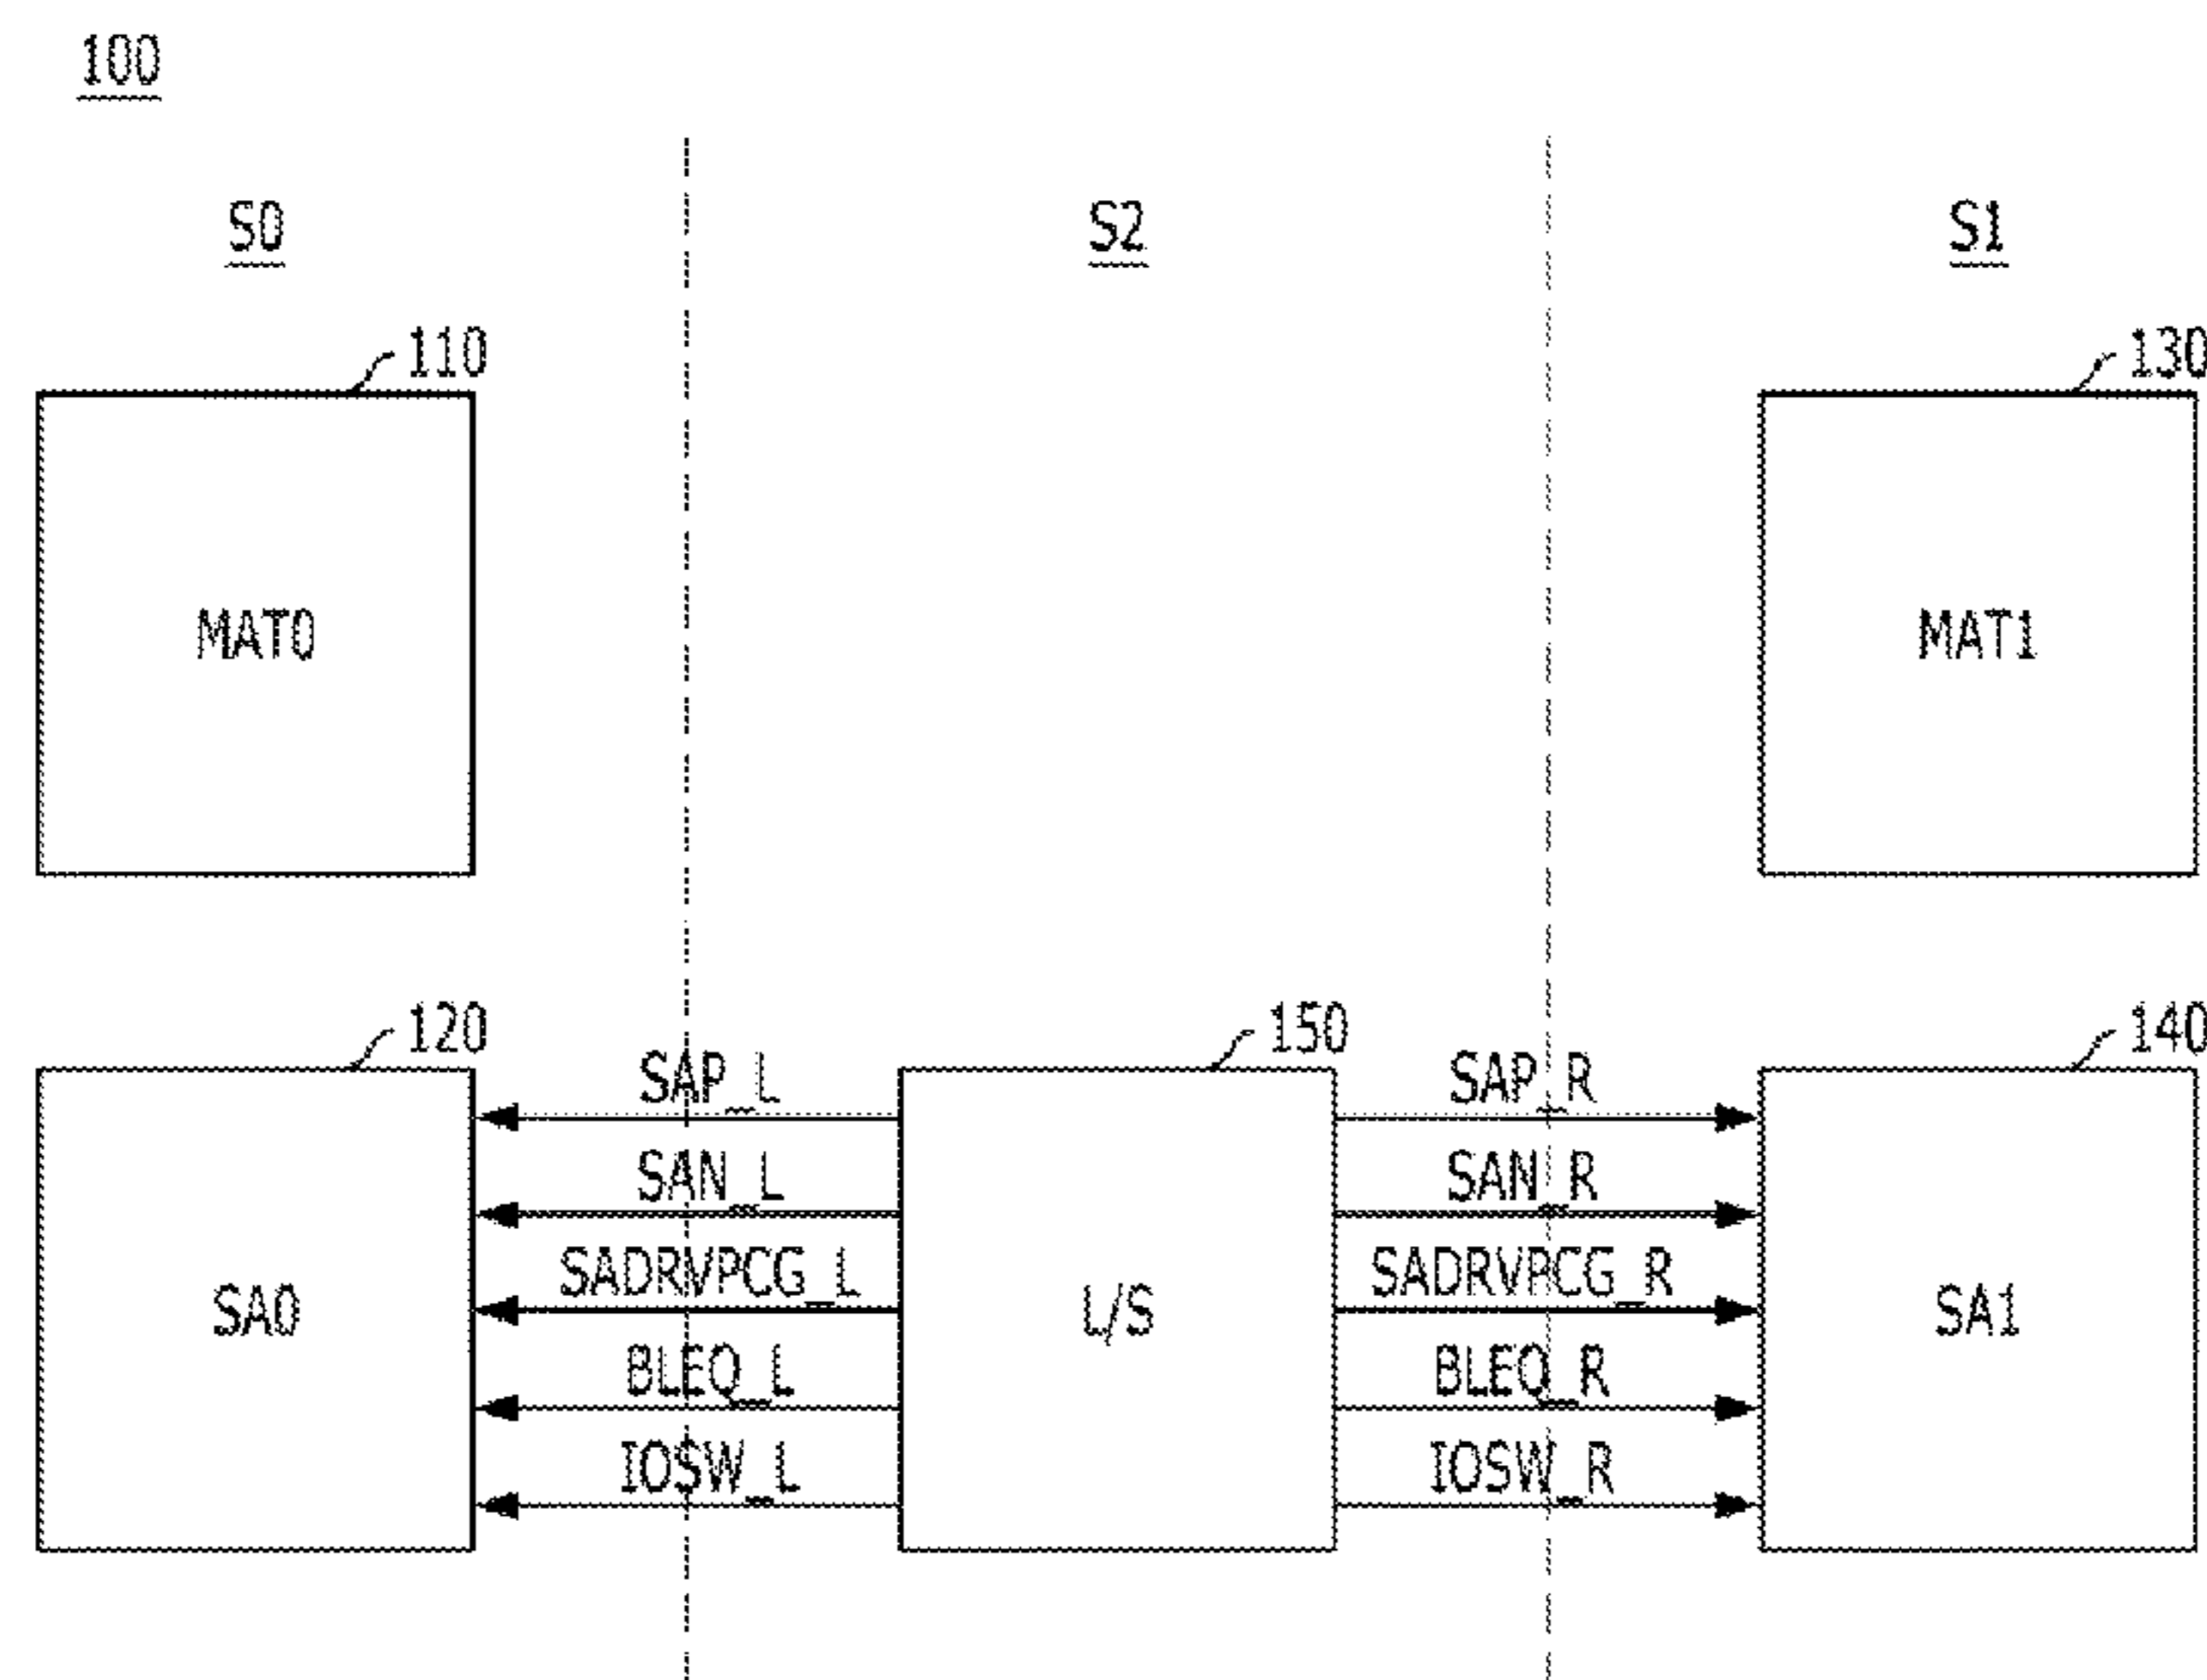 100
S0 S2 S1
110 130
MAT0 MAT1
120 150 140
SAP_L SAP_R
SAN_L SAN_R
SADRVPCG_L SADRVPCG_R
SA0 L/S SA1
BLEQ_L BLEQ_R
IOSW_L IOSW_R